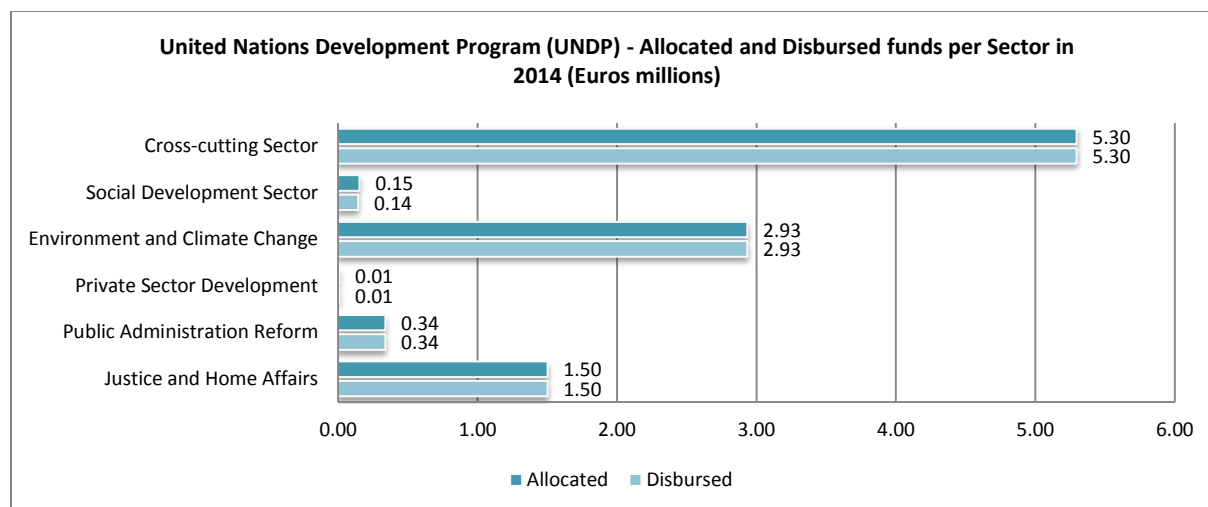 United Nations Development Program (UNDP) - Allocated and Disbursed funds per Sector in
2014 (Euros millions)
Cross-cutting Sector
5.30
5.30
Social Development Sector
0.15
0.14
Environment and Climate Change
2.93
2.93
Private Sector Development
0.01
0.01
Public Administration Reform
0.34
0.34
Justice and Home Affairs
1.50
1.50
0.00 1.00 2.00 3.00 4.00 5.00 6.00
Allocated Disbursed